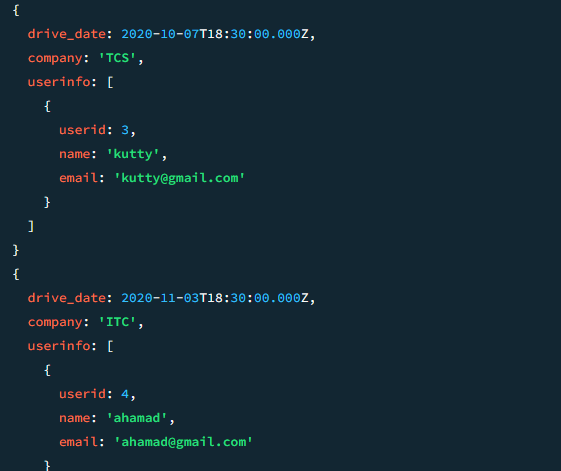 {
  drive_date: 2020-10-07T18:30:00.000Z,
  company: 'TCS',
  userinfo: [
    {
      userid: 3,
      name: 'kutty',
      email: 'kutty@gmail.com'
    }
  ]
}
{
  drive_date: 2020-11-03T18:30:00.000Z,
  company: 'ITC',
  userinfo: [
    {
      userid: 4,
      name: 'ahamad',
      email: 'ahamad@gmail.com'
    }